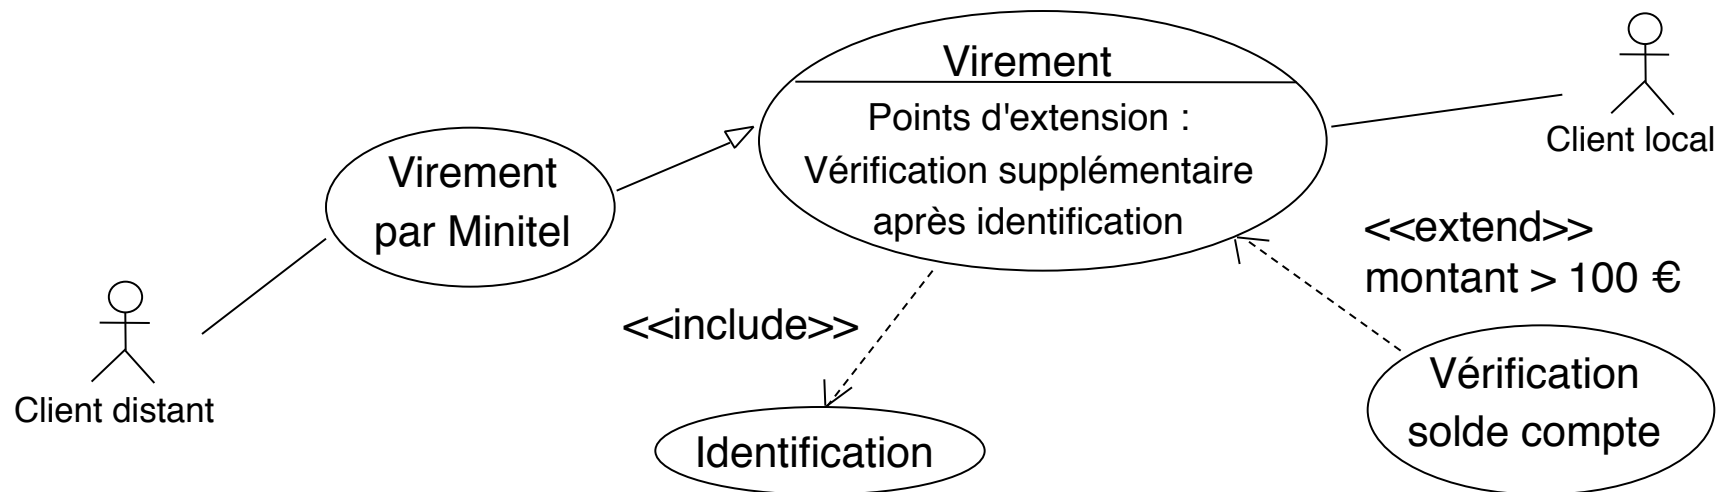 Virement
Points d'extension :
Vérification supplémentaire
après identification
Client local
Virement
par Minitel
<<extend>>
montant > 100 €
<<include>>
Vérification
solde compte
Client distant
Identification